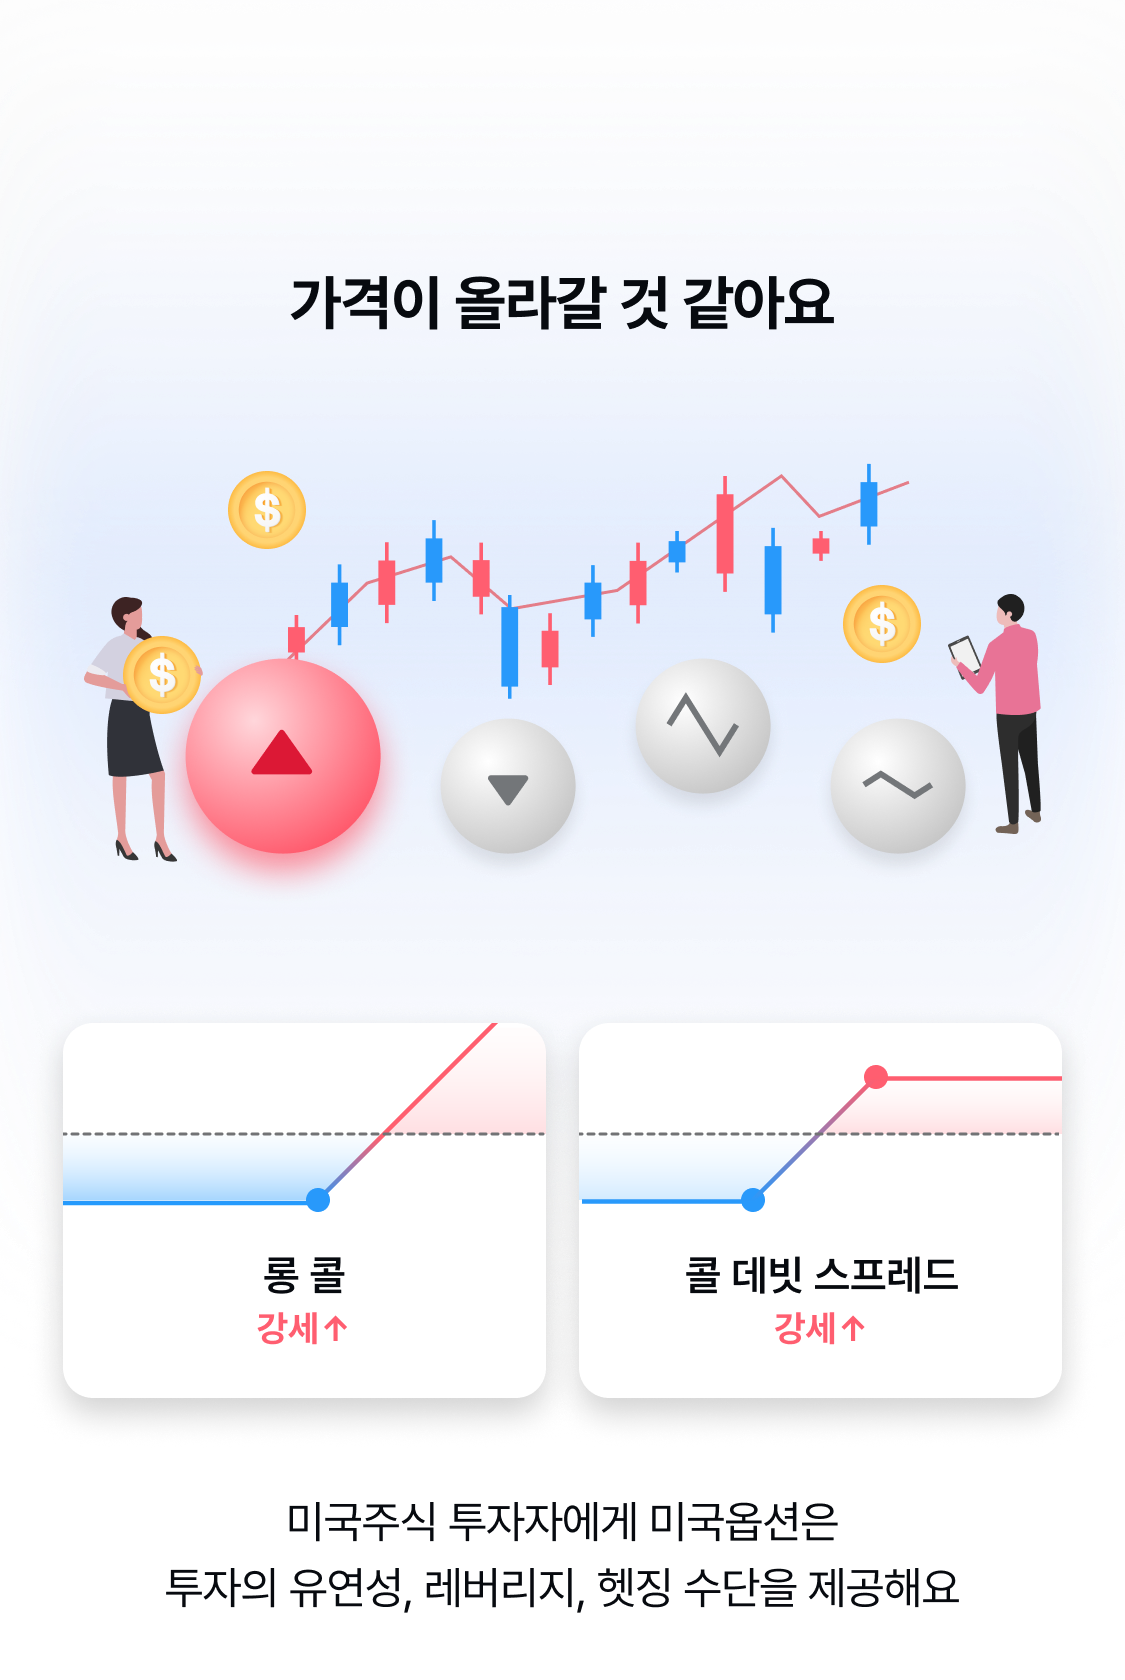 가격이 올라갈 것 같아요
$
$
$
롱 콜
강세↑
콜 데빗 스프레드
강세↑
미국주식 투자자에게 미국옵션은
투자의 유연성, 레버리지, 헷징 수단을 제공해요